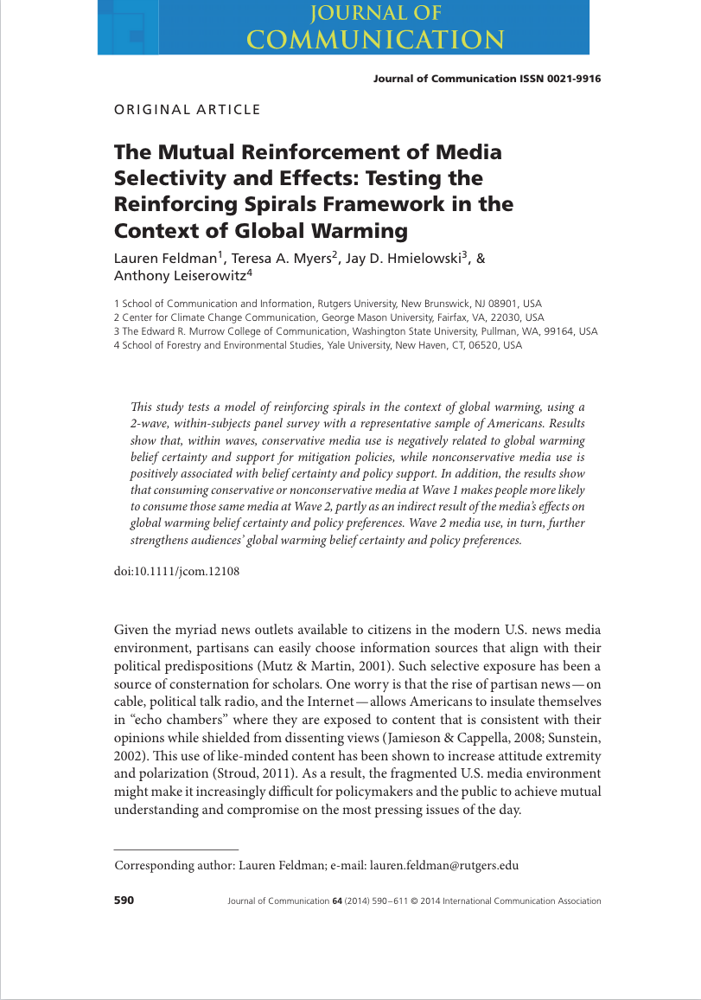 JOURNAL OF
COMMUNICATION
Journal of Communication ISSN 0021-9916
ORIGINAL ARTICLE
The Mutual Reinforcement of Media
Selectivity and Effects: Testing the
Reinforcing Spirals Framework in the
Context of Global Warming
Lauren Feldman1, Teresa A. Myers2, Jay D. Hmielowski3, &
Anthony Leiserowitz4
1 School of Communication and Information, Rutgers University, New Brunswick, NJ 08901, USA
2 Center for Climate Change Communication, George Mason University, Fairfax, VA, 22030, USA
3 The Edward R. Murrow College of Communication, Washington State University, Pullman, WA, 99164, USA
4 School of Forestry and Environmental Studies, Yale University, New Haven, CT, 06520, USA
This study tests a model of reinforcing spirals in the context of global warming, using a
2-wave, within-subjects panel survey with a representative sample of Americans. Results
show that, within waves, conservative media use is negatively related to global warming
belief certainty and support for mitigation policies, while nonconservative media use is
positively associated with belief certainty and policy support. In addition, the results show
that consuming conservative or nonconservative media at Wave 1 makes people more likely
to consume those same media at Wave 2, partly as an indirect result of the media's effects on
global warming belief certainty and policy preferences. Wave 2 media use, in turn, further
strengthens audiences' global warming belief certainty and policy preferences.
doi:10.1111/jcom.12108
Given the myriad news outlets available to citizens in the modern U.S. news media
environment, partisans can easily choose information sources that align with their
political predispositions (Mutz & Martin, 2001). Such selective exposure has been a
source of consternation for scholars. One worry is that the rise of partisan news—on
cable, political talk radio, and the Internet—allows Americans to insulate themselves
in "echo chambers" where they are exposed to content that is consistent with their
opinions while shielded from dissenting views (Jamieson & Cappella, 2008; Sunstein,
2002). This use of like-minded content has been shown to increase attitude extremity
and polarization (Stroud, 2011). As a result, the fragmented U.S. media environment
might make it increasingly difficult for policymakers and the public to achieve mutual
understanding and compromise on the most pressing issues of the day.
Corresponding author: Lauren Feldman; e-mail: lauren.feldman@rutgers.edu
590 Journal of Communication 64 (2014) 590–611 © 2014 International Communication Association